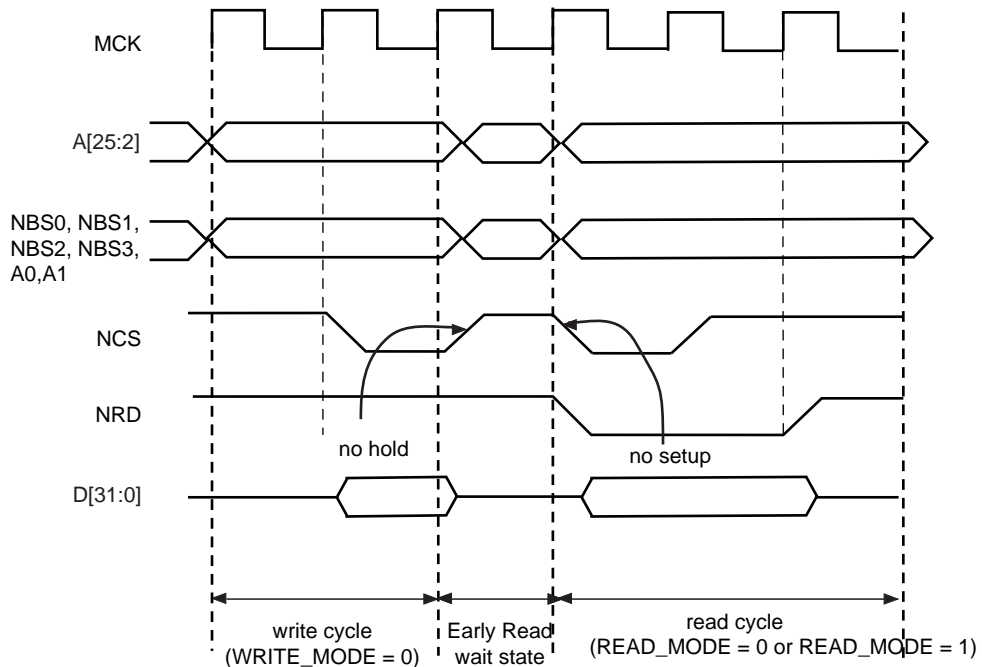 MCK
A[25:2]
NBS0, NBS1,
NBS2, NBS3,
A0,A1
NCS
NRD
no hold
no setup
D[31:0]
write cycle
(WRITE_MODE = 0)
Early Read
wait state
read cycle
(READ_MODE = 0 or READ_MODE = 1)